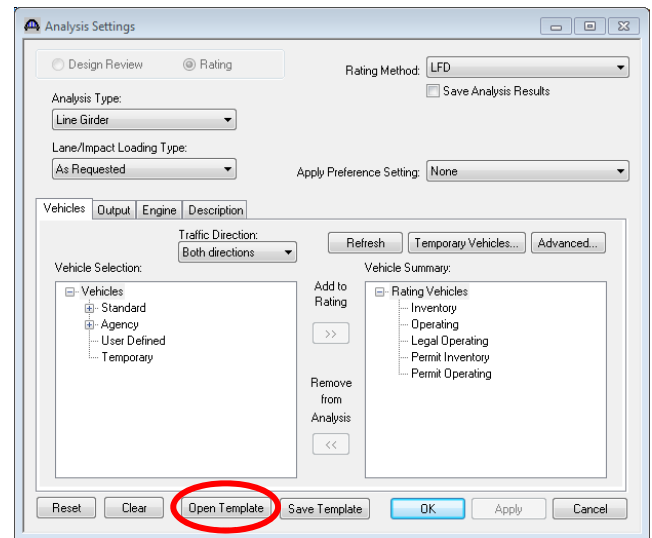 Analysis Settings
Design Review
Rating
Rating Method:
LFD
Save Analysis Results
Analysis Type:
Line Girder
Lane/Impact Loading Type:
As Requested
Apply Preference Setting:
None
Vehicles
Output
Engine
Description
Traffic Direction:
Both directions
Refresh
Temporary Vehicles...
Advanced...
Vehicle Selection:
Vehicles
Standard
Agency
User Defined
Temporary
Add to
Rating
>>
Remove
from
Analysis
<<
Vehicle Summary:
Rating Vehicles
Inventory
Operating
Legal Operating
Permit Inventory
Permit Operating
Reset
Clear
Open Template
Save Template
OK
Apply
Cancel